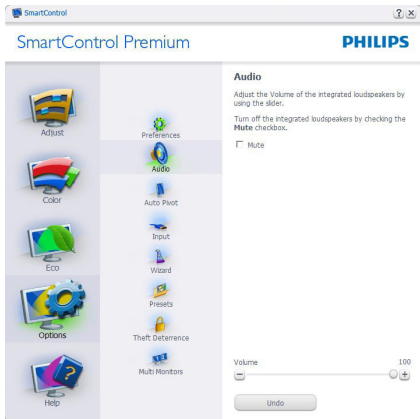 SmartControl
SmartControl Premium
PHILIPS
Adjust
Color
Eco
Options
Help
Preferences
Audio
Auto Pivot
Input
Wizard
Presets
Theft Deterrence
Multi Monitors
Audio
Adjust the Volume of the integrated loudspeakers by
using the slider.
Turn off the integrated loudspeakers by checking the
Mute checkbox.
Mute
Volume 100
Undo